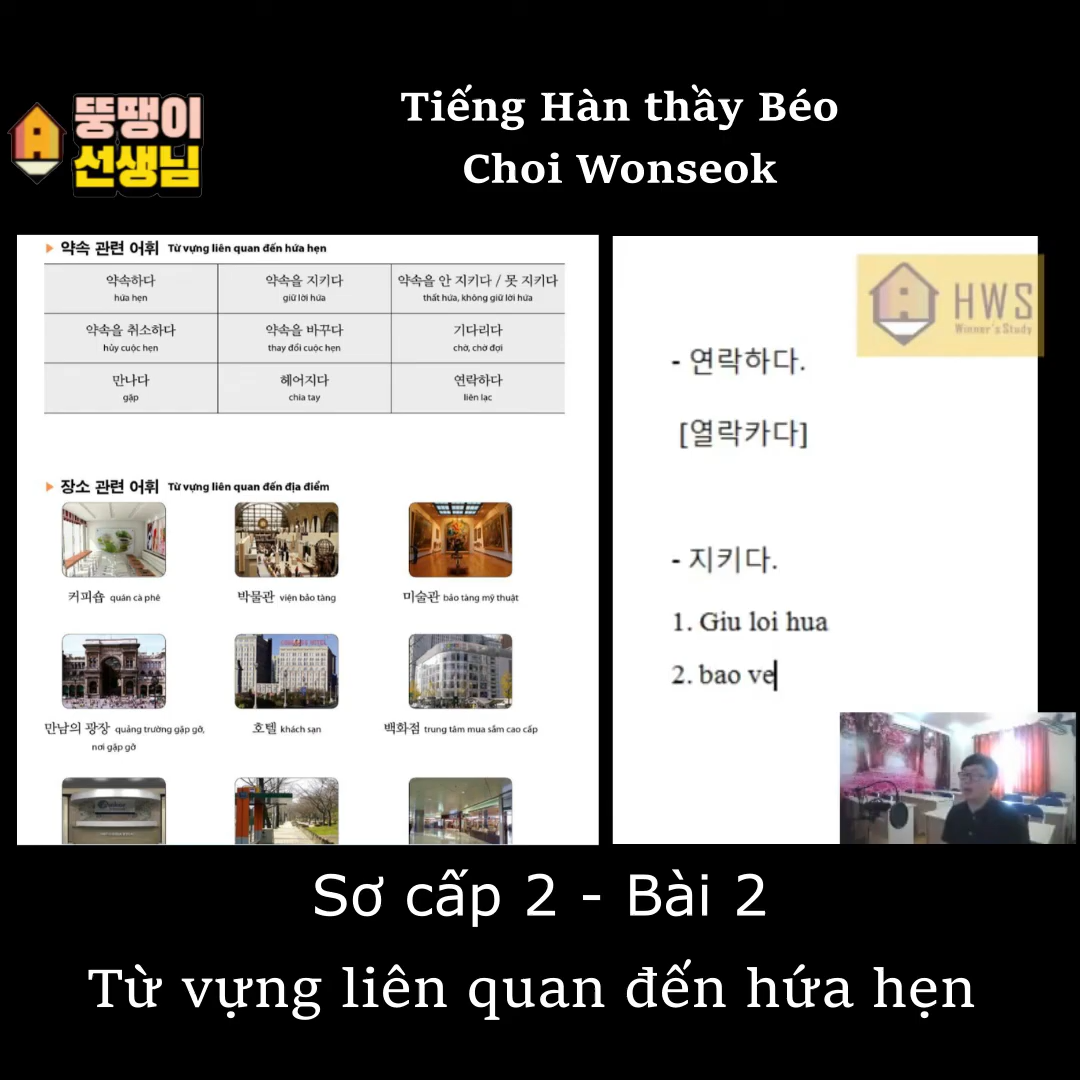 뚱땡이
선생님
Tiếng Hàn thầy Béo
Choi Wonseok
약속 관련 어휘 Từ vựng liên quan đến hứa hẹn
약속하다 약속을 지키다 약속을 안 지키다 / 못 지키다
hứa hẹn giữ lời hứa thất hứa, không giữ lời hứa
약속을 취소하다 약속을 바꾸다 기다리다
hủy cuộc hẹn thay đổi cuộc hẹn chờ, chờ đợi
만나다 헤어지다 연락하다
gặp chia tay liên lạc
장소 관련 어휘 Từ vựng liên quan đến địa điểm
커피숍 quán cà phê 박물관 viện bảo tàng 미술관 bảo tàng mỹ thuật
만남의 광장 quảng trường gặp gỡ, 호텔 khách sạn 백화점 trung tâm mua sắm cao cấp
nơi gặp gỡ
HWS
Winner's Study
- 연락하다.
[열락카다]
- 지키다.
1. Giu loi hua
2. bao ve
Sơ cấp 2 - Bài 2
Từ vựng liên quan đến hứa hẹn